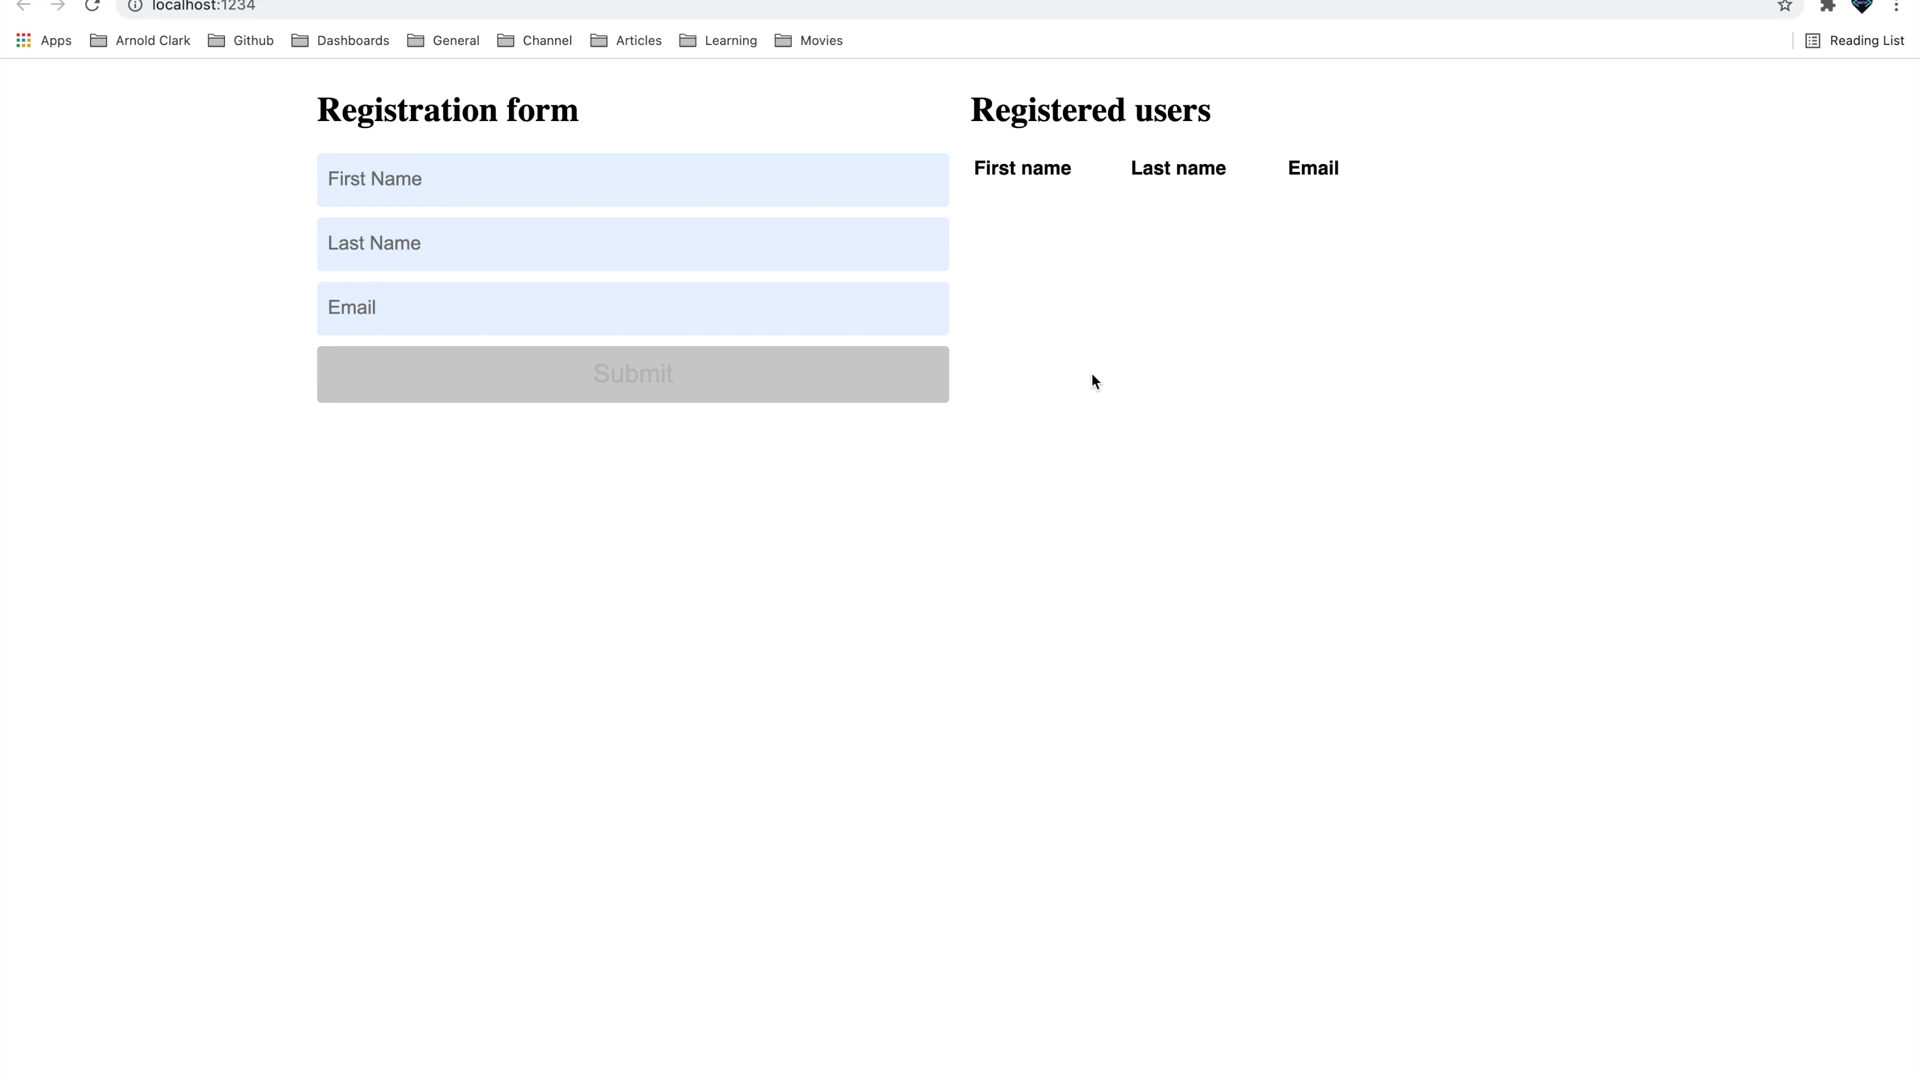 localhost:1234
Apps Arnold Clark Github Dashboards General Channel Articles Learning Movies Reading List
Registration form
First Name
Last Name
Email
Submit
Registered users
First name Last name Email